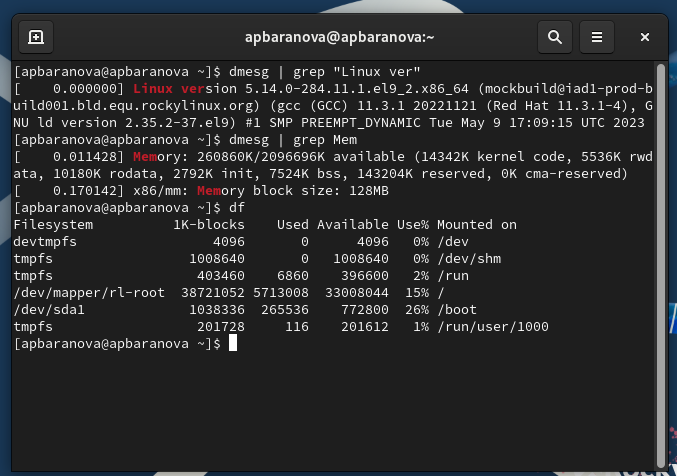 apbaranova@apbaranova:~
[apbaranova@apbaranova ~]$ dmesg | grep "Linux ver"
[    0.000000] Linux version 5.14.0-284.11.1.el9_2.x86_64 (mockbuild@iad1-prod-b
uild001.bld.equ.rockylinux.org) (gcc (GCC) 11.3.1 20221121 (Red Hat 11.3.1-4), G
NU ld version 2.35.2-37.el9) #1 SMP PREEMPT_DYNAMIC Tue May 9 17:09:15 UTC 2023
[apbaranova@apbaranova ~]$ dmesg | grep Mem
[    0.011428] Memory: 260860K/2096696K available (14342K kernel code, 5536K rwd
ata, 10180K rodata, 2792K init, 7524K bss, 143204K reserved, 0K cma-reserved)
[    0.170142] x86/mm: Memory block size: 128MB
[apbaranova@apbaranova ~]$ df
Filesystem          1K-blocks    Used Available Use% Mounted on
devtmpfs                 4096       0      4096   0% /dev
tmpfs                 1008640       0   1008640   0% /dev/shm
tmpfs                  403460    6860    396600   2% /run
/dev/mapper/rl-root  38721052 5713008  33008044  15% /
/dev/sda1             1038336  265536    772800  26% /boot
tmpfs                  201728     116    201612   1% /run/user/1000
[apbaranova@apbaranova ~]$